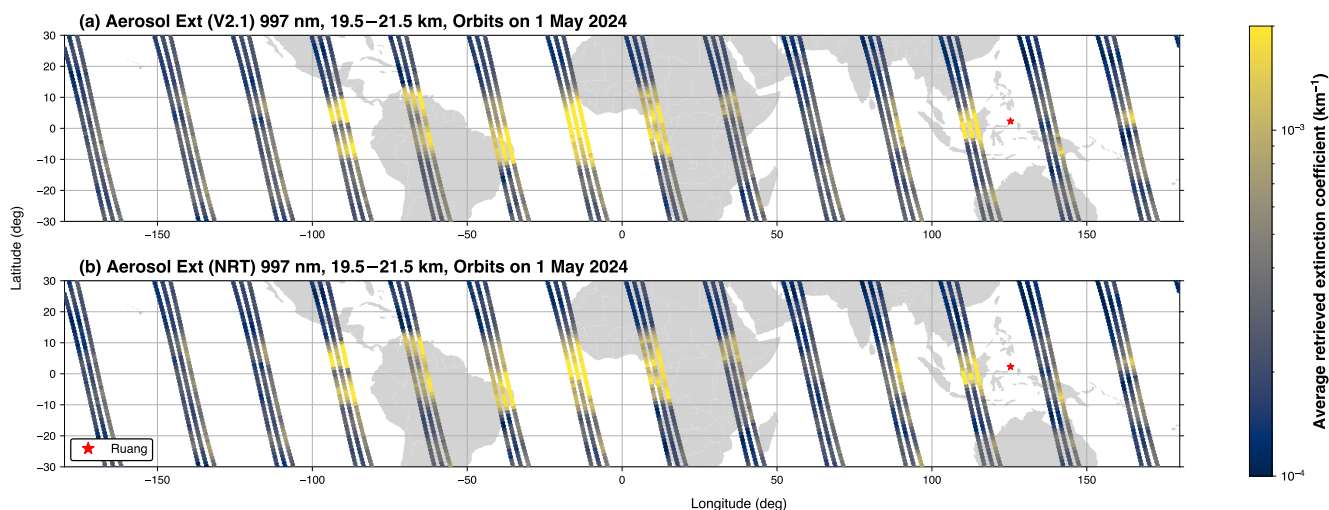 (a) Aerosol Ext (V2.1) 997 nm, 19.5−21.5 km, Orbits on 1 May 2024
30
20
10
0
−10
−20
−30
−150 −100 −50 0 50 100 150
(b) Aerosol Ext (NRT) 997 nm, 19.5−21.5 km, Orbits on 1 May 2024
30
20
10
0
−10
−20
−30
Ruang
−150 −100 −50 0 50 100 150
Longitude (deg)
Latitude (deg)
10⁻³
10⁻⁴
Average retrieved extinction coefficient (km⁻¹)